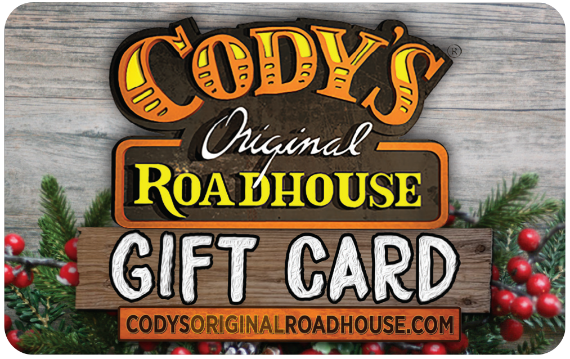 CODY'S®
Original
ROADHOUSE
GIFT CARD
CODYSORIGINALROADHOUSE.COM